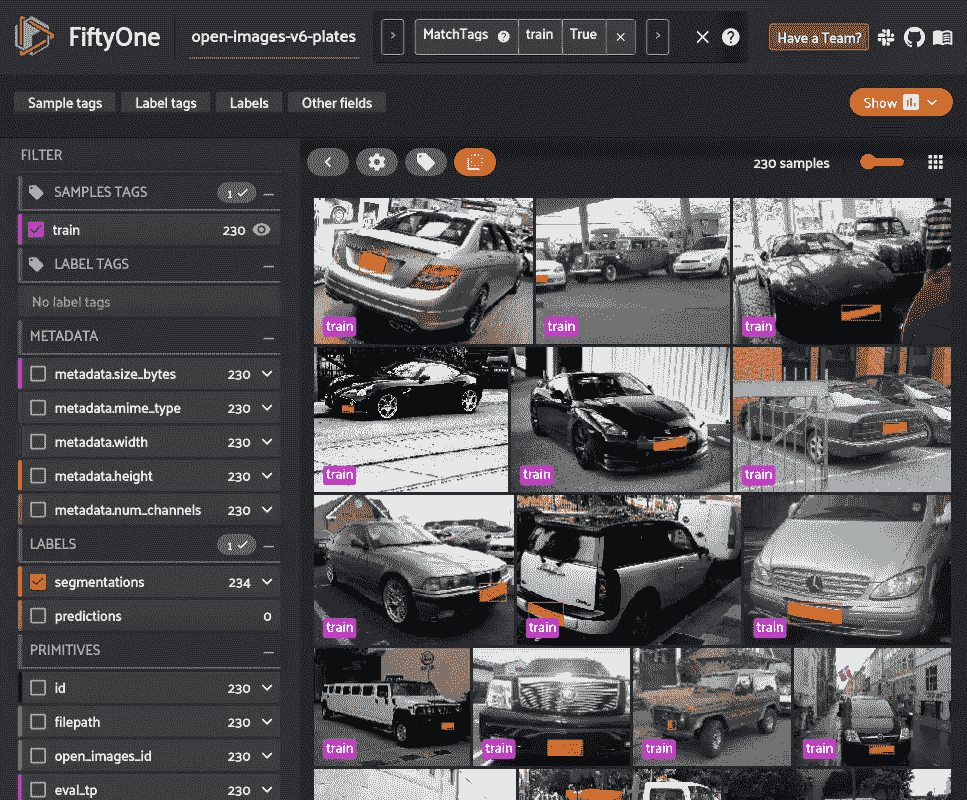 FiftyOne
open-images-v6-plates
MatchTags ? train True ×
?
Have a Team?
Sample tags Label tags Labels Other fields
Show
FILTER
230 samples
SAMPLES TAGS 1
train 230
LABEL TAGS
No label tags
METADATA
metadata.size_bytes 230
metadata.mime_type 230
metadata.width 230
metadata.height 230
metadata.num_channels 230
LABELS 1
segmentations 234
predictions 0
PRIMITIVES
id 230
filepath 230
open_images_id 230
eval_tp 230
train train train
train train train
train train train
train train train train